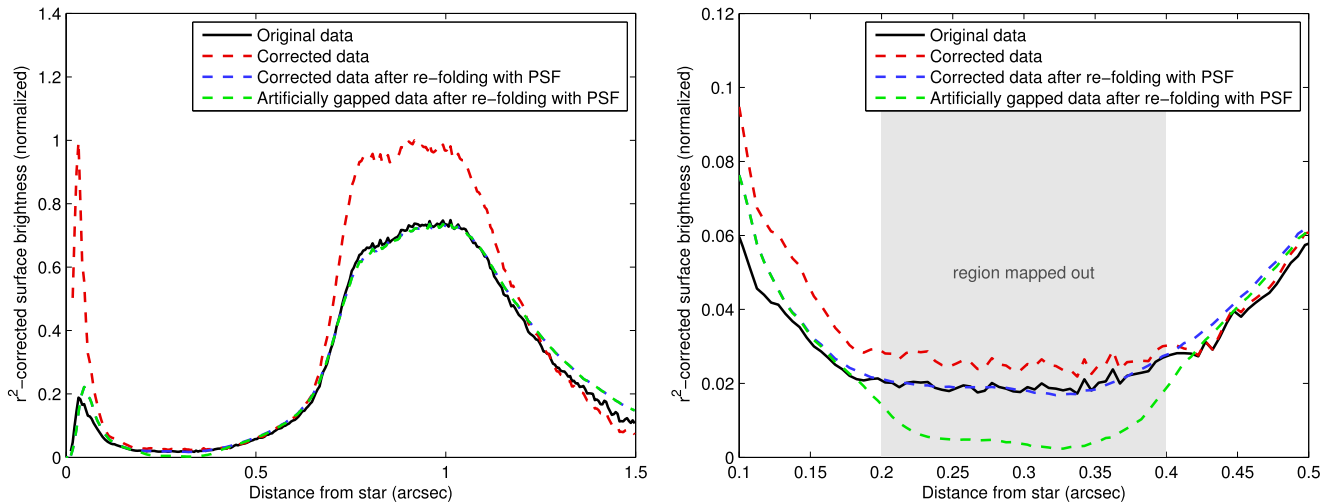 1.4
1.2
1
0.8
0.6
0.4
0.2
0
0
0.5
1
1.5
r2−corrected surface brightness (normalized)
Distance from star (arcsec)
Original data
Corrected data
Corrected data after re−folding with PSF
Artificially gapped data after re−folding with PSF
0.12
0.1
0.08
0.06
0.04
0.02
0
0.1
0.15
0.2
0.25
0.3
0.35
0.4
0.45
0.5
r2−corrected surface brightness (normalized)
Distance from star (arcsec)
Original data
Corrected data
Corrected data after re−folding with PSF
Artificially gapped data after re−folding with PSF
region mapped out